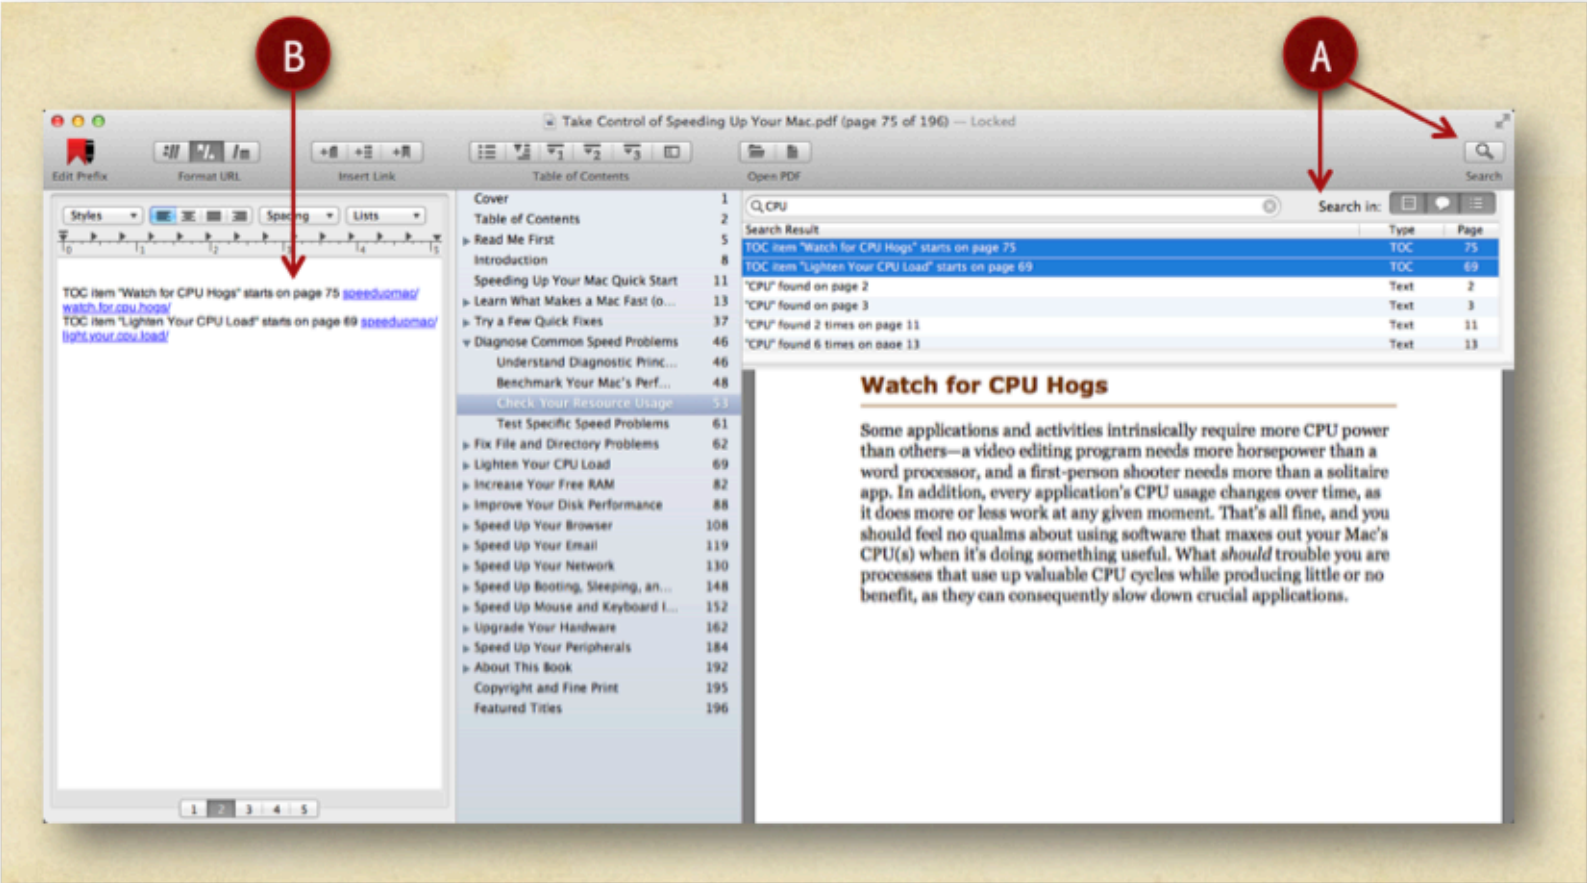 B
A
Take Control of Speeding Up Your Mac.pdf (page 75 of 196) — Locked
Edit Prefix
Format URL
Insert Link
Table of Contents
Open PDF
Search
Styles
Spacing
Lists
TOC item "Watch for CPU Hogs" starts on page 75 speedupmac/
watch.for.cpu.hogs/
TOC item "Lighten Your CPU Load" starts on page 69 speedupmac/
light.your.cpu.load/
1 2 3 4 5
Cover 1
Table of Contents 2
Read Me First 5
Introduction 8
Speeding Up Your Mac Quick Start 11
Learn What Makes a Mac Fast (o... 13
Try a Few Quick Fixes 37
Diagnose Common Speed Problems 46
Understand Diagnostic Princ... 46
Benchmark Your Mac's Perf... 48
Check Your Resource Usage 53
Test Specific Speed Problems 61
Fix File and Directory Problems 62
Lighten Your CPU Load 69
Increase Your Free RAM 82
Improve Your Disk Performance 88
Speed Up Your Browser 108
Speed Up Your Email 119
Speed Up Your Network 130
Speed Up Booting, Sleeping, an... 148
Speed Up Mouse and Keyboard I... 152
Upgrade Your Hardware 162
Speed Up Your Peripherals 184
About This Book 192
Copyright and Fine Print 195
Featured Titles 196
CPU
Search in:
Search Result Type Page
TOC item "Watch for CPU Hogs" starts on page 75 TOC 75
TOC item "Lighten Your CPU Load" starts on page 69 TOC 69
"CPU" found on page 2 Text 2
"CPU" found on page 3 Text 3
"CPU" found 2 times on page 11 Text 11
"CPU" found 6 times on page 13 Text 13
Watch for CPU Hogs
Some applications and activities intrinsically require more CPU power
than others—a video editing program needs more horsepower than a
word processor, and a first-person shooter needs more than a solitaire
app. In addition, every application's CPU usage changes over time, as
it does more or less work at any given moment. That's all fine, and you
should feel no qualms about using software that maxes out your Mac's
CPU(s) when it's doing something useful. What should trouble you are
processes that use up valuable CPU cycles while producing little or no
benefit, as they can consequently slow down crucial applications.